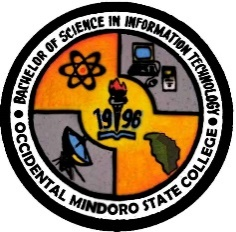 BACHELOR OF SCIENCE IN INFORMATION TECHNOLOGY
1996
OCCIDENTAL MINDORO STATE COLLEGE